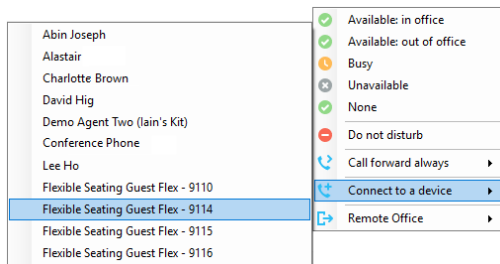 Abin Joseph
Alastair
Charlotte Brown
David Hig
Demo Agent Two (Iain's Kit)
Conference Phone
Lee Ho
Flexible Seating Guest Flex - 9110
Flexible Seating Guest Flex - 9114
Flexible Seating Guest Flex - 9115
Flexible Seating Guest Flex - 9116
Available: in office
Available: out of office
Busy
Unavailable
None
Do not disturb
Call forward always
Connect to a device
Remote Office